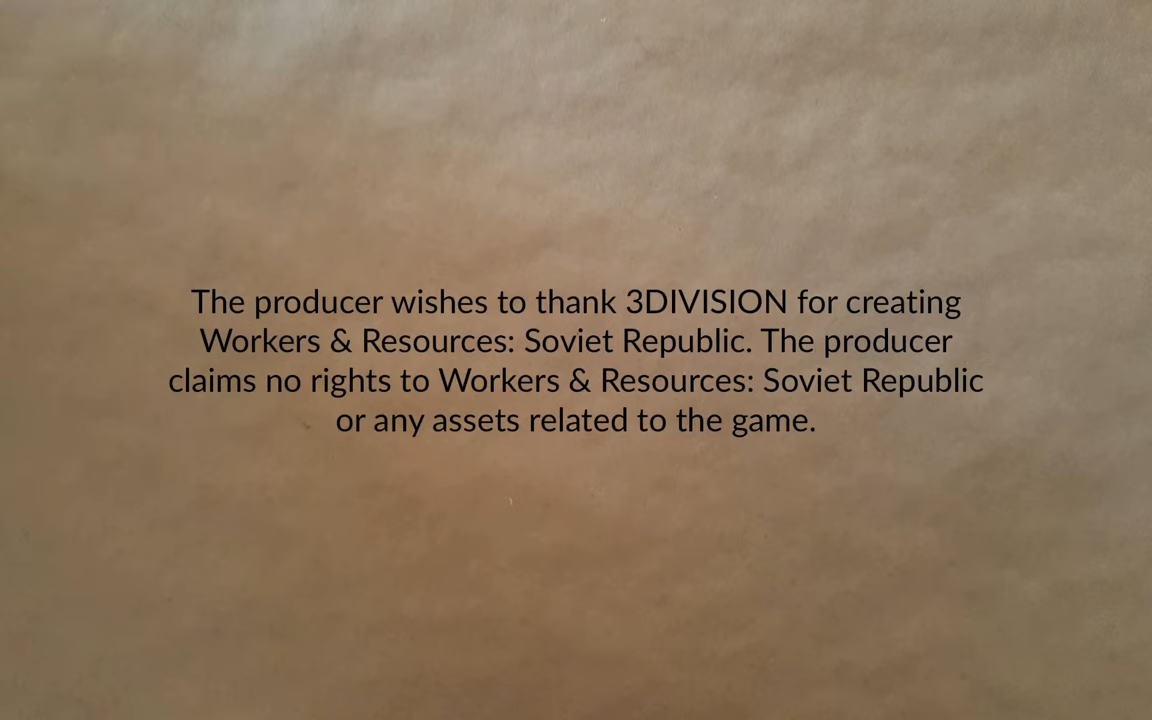 The producer wishes to thank 3DIVISION for creating
Workers & Resources: Soviet Republic. The producer
claims no rights to Workers & Resources: Soviet Republic
or any assets related to the game.